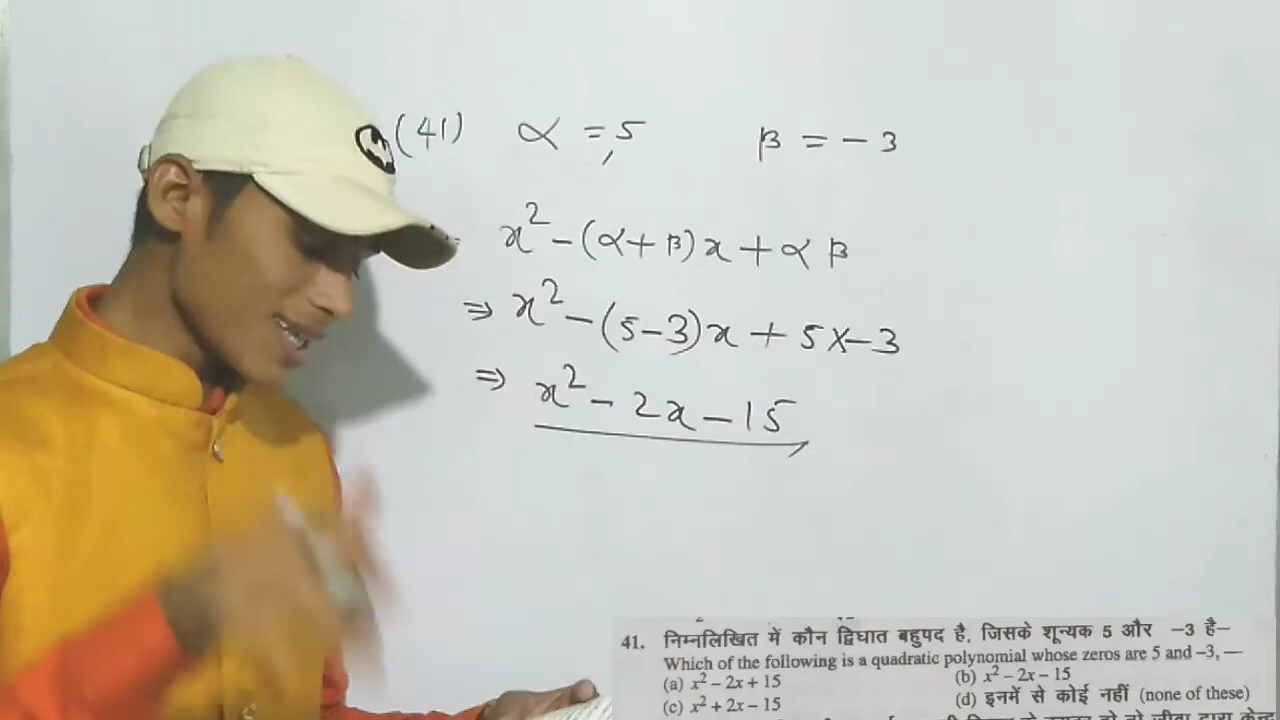 (41) α = 5, β = - 3
x² - (α + β) x + α β
⇒ x² - (5 - 3) x + 5 x - 3
⇒ x² - 2x - 15
41. निम्नलिखित में कौन द्विघात बहुपद है, जिसके शून्यक 5 और -3 है-
Which of the following is a quadratic polynomial whose zeros are 5 and -3, —
(a) x² - 2x + 15 (b) x² - 2x - 15
(c) x² + 2x - 15 (d) इनमें से कोई नहीं (none of these)